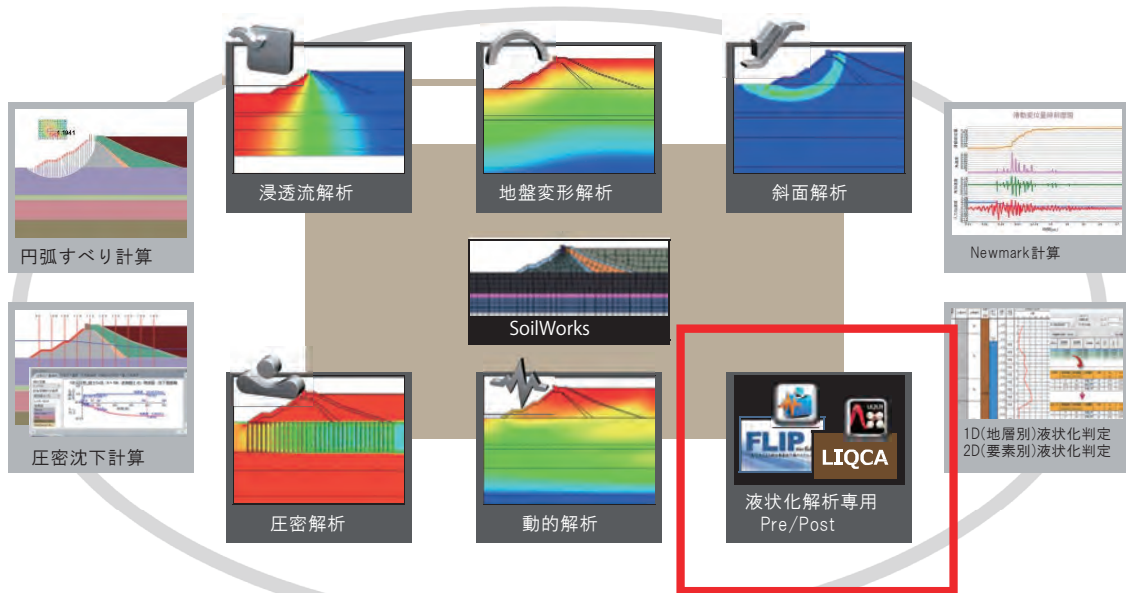 浸透流解析
地盤変形解析
斜面解析
1.1941
円弧すべり計算
Newmark計算
SoilWorks
圧密沈下計算
圧密解析
動的解析
FLIP
LIQCA
液状化解析専用
Pre/Post
1D(地層別)液状化判定
2D(要素別)液状化判定